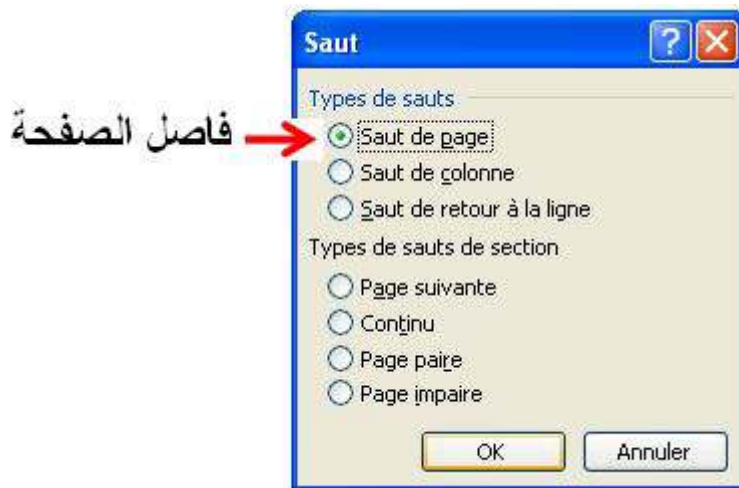 Saut
Types de sauts
فاصل الصفحة
Saut de page
Saut de colonne
Saut de retour à la ligne
Types de sauts de section
Page suivante
Continu
Page paire
Page impaire
OK
Annuler